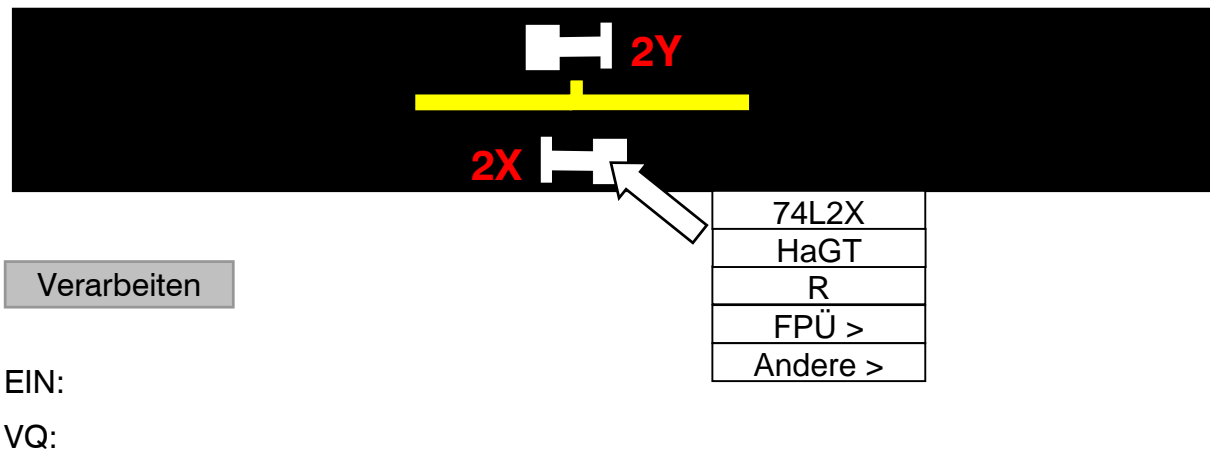 2Y
2X
74L2X
HaGT
R
FPÜ >
Andere >
Verarbeiten
EIN:
VQ: